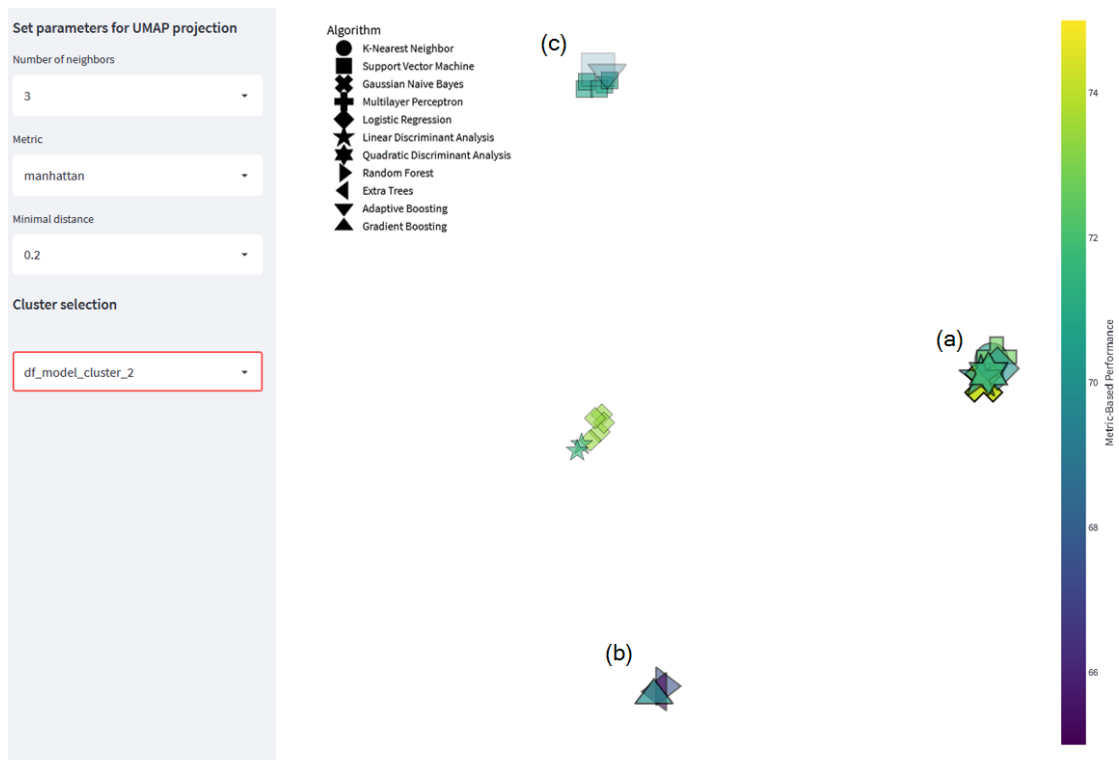 Set parameters for UMAP projection
Number of neighbors
3
Metric
manhattan
Minimal distance
0.2
Cluster selection
df_model_cluster_2
Algorithm
K-Nearest Neighbor
Support Vector Machine
Gaussian Naive Bayes
Multilayer Perceptron
Logistic Regression
Linear Discriminant Analysis
Quadratic Discriminant Analysis
Random Forest
Extra Trees
Adaptive Boosting
Gradient Boosting
(c)
(a)
(b)
74
72
70
68
66
Metric-Based Performance